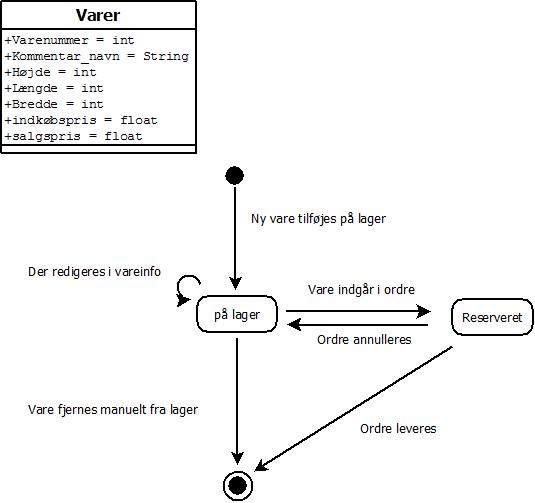 Varer
+Varenummer = int
+Kommentar_navn = String
+Højde = int
+Længde = int
+Bredde = int
+indkøbspris = float
+salgspris = float
Ny vare tilføjes på lager
Der redigeres i vareinfo
Vare indgår i ordre
på lager
Reserveret
Ordre annulleres
Vare fjernes manuelt fra lager
Ordre leveres